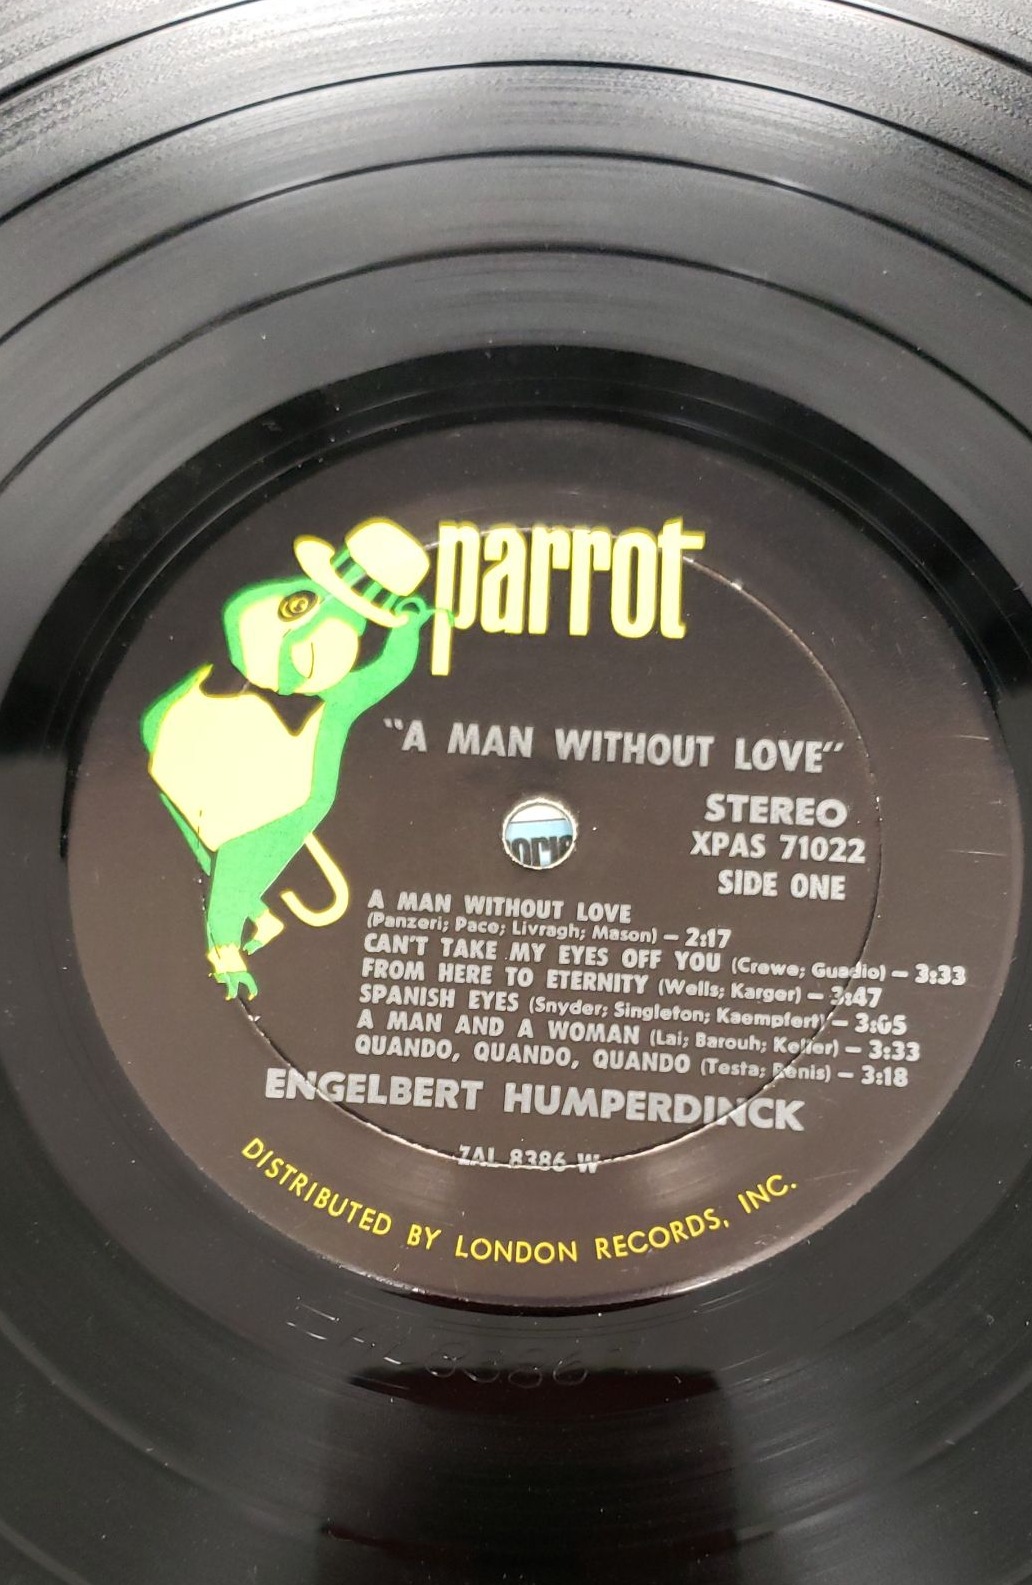 parrot
"A MAN WITHOUT LOVE"
STEREO
XPAS 71022
SIDE ONE
A MAN WITHOUT LOVE
(Panzeri; Pace; Livragh; Mason) – 2:17
CAN'T TAKE MY EYES OFF YOU (Crewe; Guadio) – 3:33
FROM HERE TO ETERNITY (Wells; Karger) – 3:47
SPANISH EYES (Snyder; Singleton; Kaempfert) – 3:05
A MAN AND A WOMAN (Lai; Barouh; Keller) – 3:33
QUANDO, QUANDO, QUANDO (Testa; Renis) – 3:18
ENGELBERT HUMPERDINCK
ZAL 8386 W
DISTRIBUTED BY LONDON RECORDS, INC.